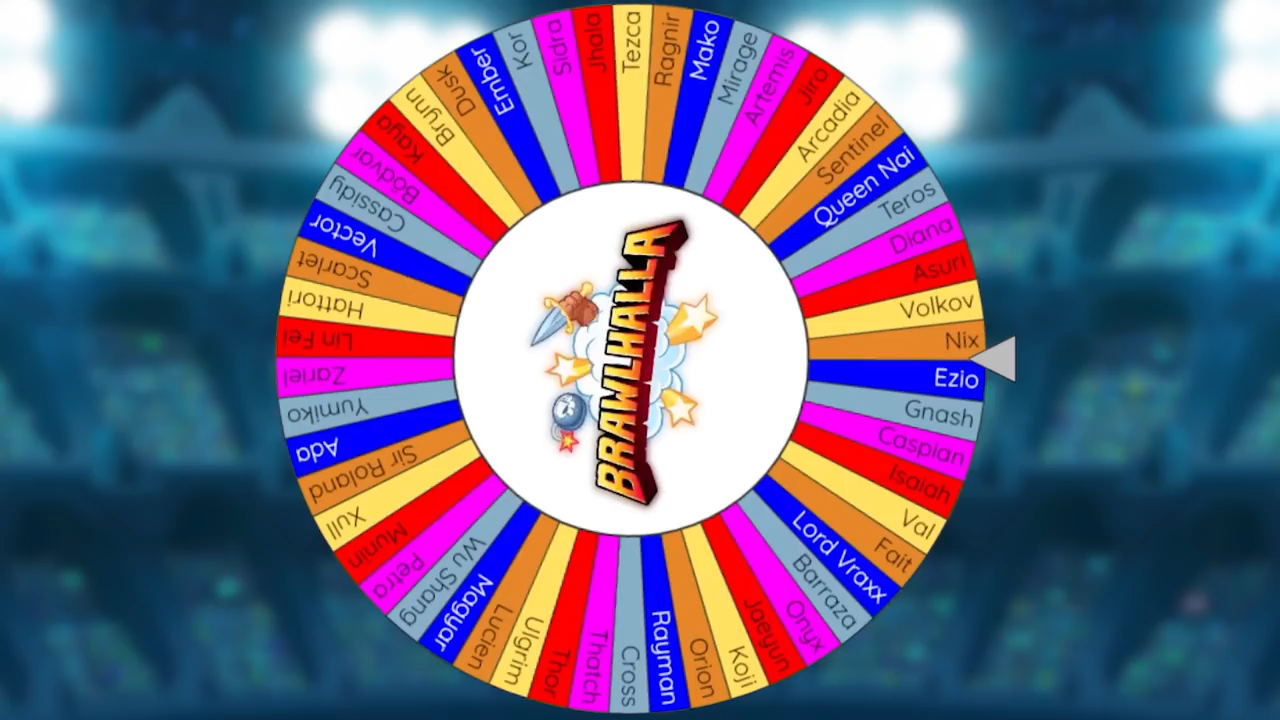 Tezca
Ragnir
Mako
Mirage
Artemis
Jiro
Arcadia
Sentinel
Queen Nai
Teros
Diana
Asuri
Volkov
Nix
Ezio
Gnash
Caspian
Isaiah
Val
Fait
Lord Vraxx
Barraza
Onyx
Jaeyun
Koji
Orion
Rayman
Cross
Thatch
Thor
Ulgrim
Lucien
Magyar
Wu Shang
Petra
Munin
Xull
Sir Roland
Ada
Yumiko
Zariel
Lin Fei
Hattori
Scarlet
Vector
Cassidy
Bödvar
Kaya
Brynn
Dusk
Ember
Kor
Sidra
Jhala
BRAWLHALLA